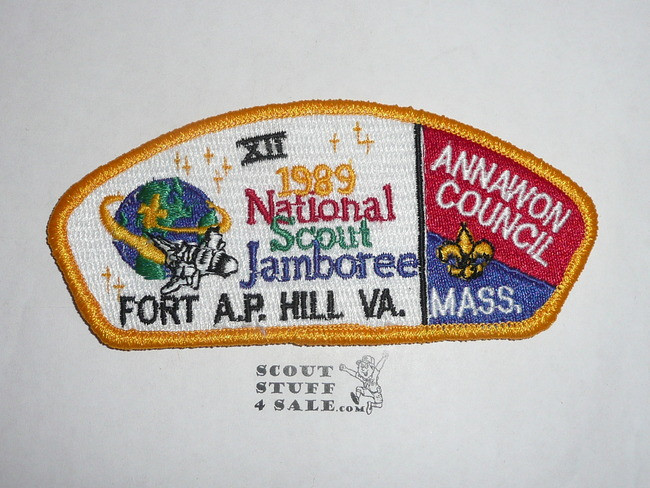 XII
1989
National
Scout
Jamboree
FORT A.P. HILL VA.
ANNAWON
COUNCIL
MASS.
SCOUT
STUFF
4 SALE.COM